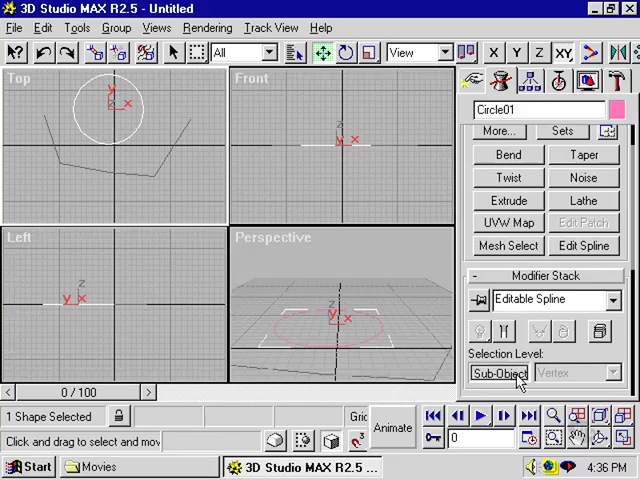 3D Studio MAX R2.5 - Untitled
File Edit Tools Group Views Rendering Track View Help
All View X Y Z XY
Top Front
y x z
z y x
Circle01
More... Sets
Bend Taper
Twist Noise
Extrude Lathe
UVW Map Edit Patch
Mesh Select Edit Spline
Left Perspective
z y x
z y x
- Modifier Stack
Editable Spline
Selection Level:
Sub-Object Vertex
< 0 / 100 >
1 Shape Selected Gric Animate
Click and drag to select and mov 0
Start Movies 3D Studio MAX R2.5 ... 4:36 PM